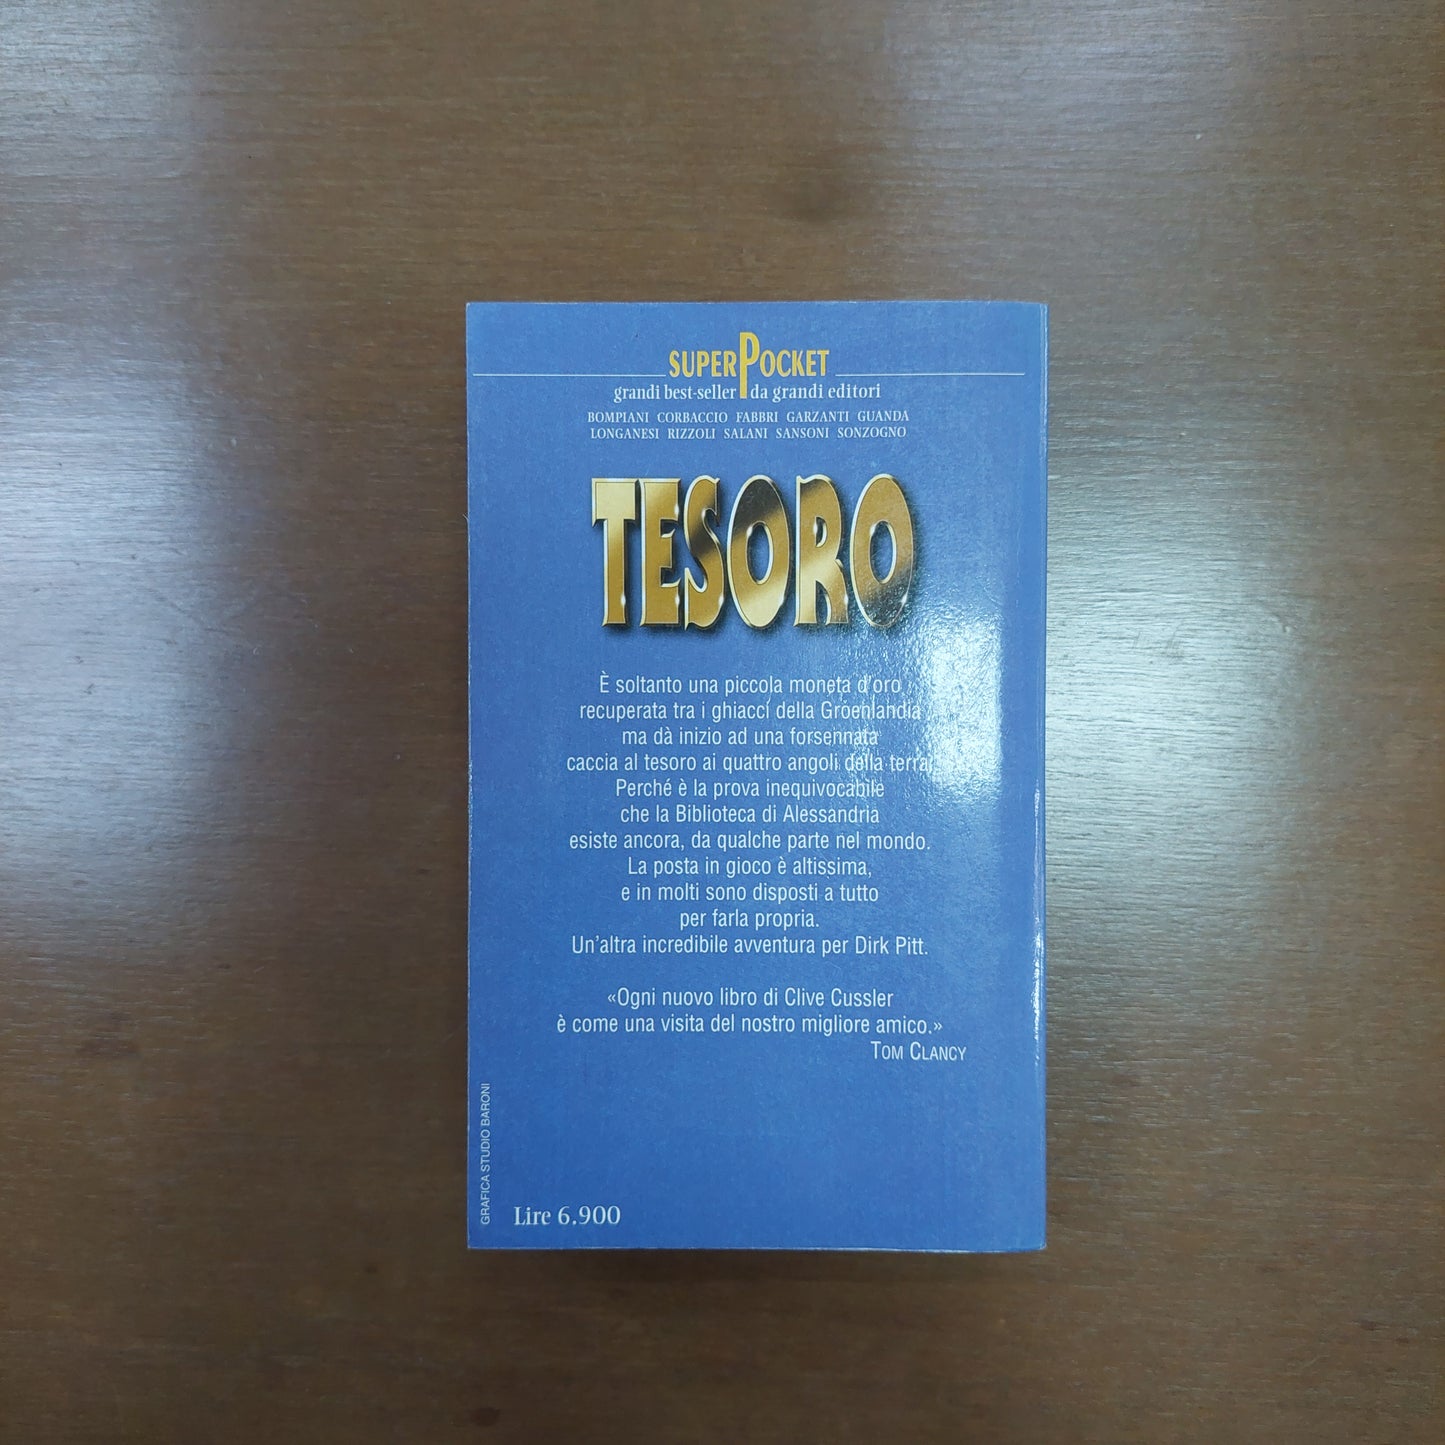 SUPERPOCKET
grandi best-seller da grandi editori
BOMPIANI CORBACCIO FABBRI GARZANTI GUANDA
LONGANESI RIZZOLI SALANI SANSONI SONZOGNO
TESORO
È soltanto una piccola moneta d'oro
recuperata tra i ghiacci della Groenlandia
ma dà inizio ad una forsennata
caccia al tesoro ai quattro angoli della terra.
Perché è la prova inequivocabile
che la Biblioteca di Alessandria
esiste ancora, da qualche parte nel mondo.
La posta in gioco è altissima,
e in molti sono disposti a tutto
per farla propria.
Un'altra incredibile avventura per Dirk Pitt.
«Ogni nuovo libro di Clive Cussler
è come una visita del nostro migliore amico.»
TOM CLANCY
GRAFICA STUDIO BARONI
Lire 6.900